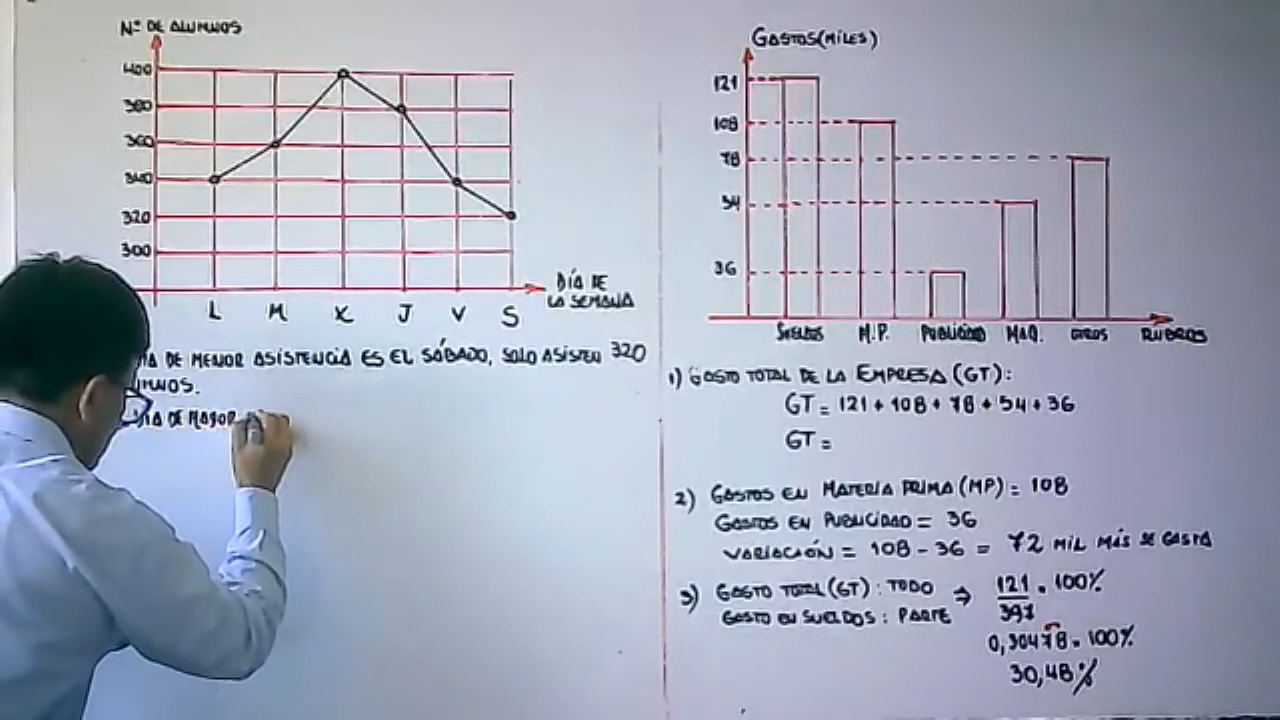 Nº DE ALUMNOS
400
380
360
340
320
300
L M X J V S
DÍA DE
LA SEMANA
DÍA DE MENOR ASISTENCIA ES EL SÁBADO, SOLO ASISTEN 320
DÍA DE MAYOR
GASTOS(MILES)
121
108
78
54
36
SUELDOS M.P. PUBLICIDAD MAQ. OTROS RUBROS
1) GASTO TOTAL DE LA EMPRESA (GT):
GT = 121 + 108 + 78 + 54 + 36
GT =
2) GASTOS EN MATERIA PRIMA (MP) = 108
GASTOS EN PUBLICIDAD = 36
VARIACIÓN = 108 - 36 = 72 MIL MÁS SE GASTA
3) GASTO TOTAL (GT) : TODO ⇒ 121/397 . 100%
GASTO EN SUELDOS : PARTE
0,30478 . 100%
30,48%